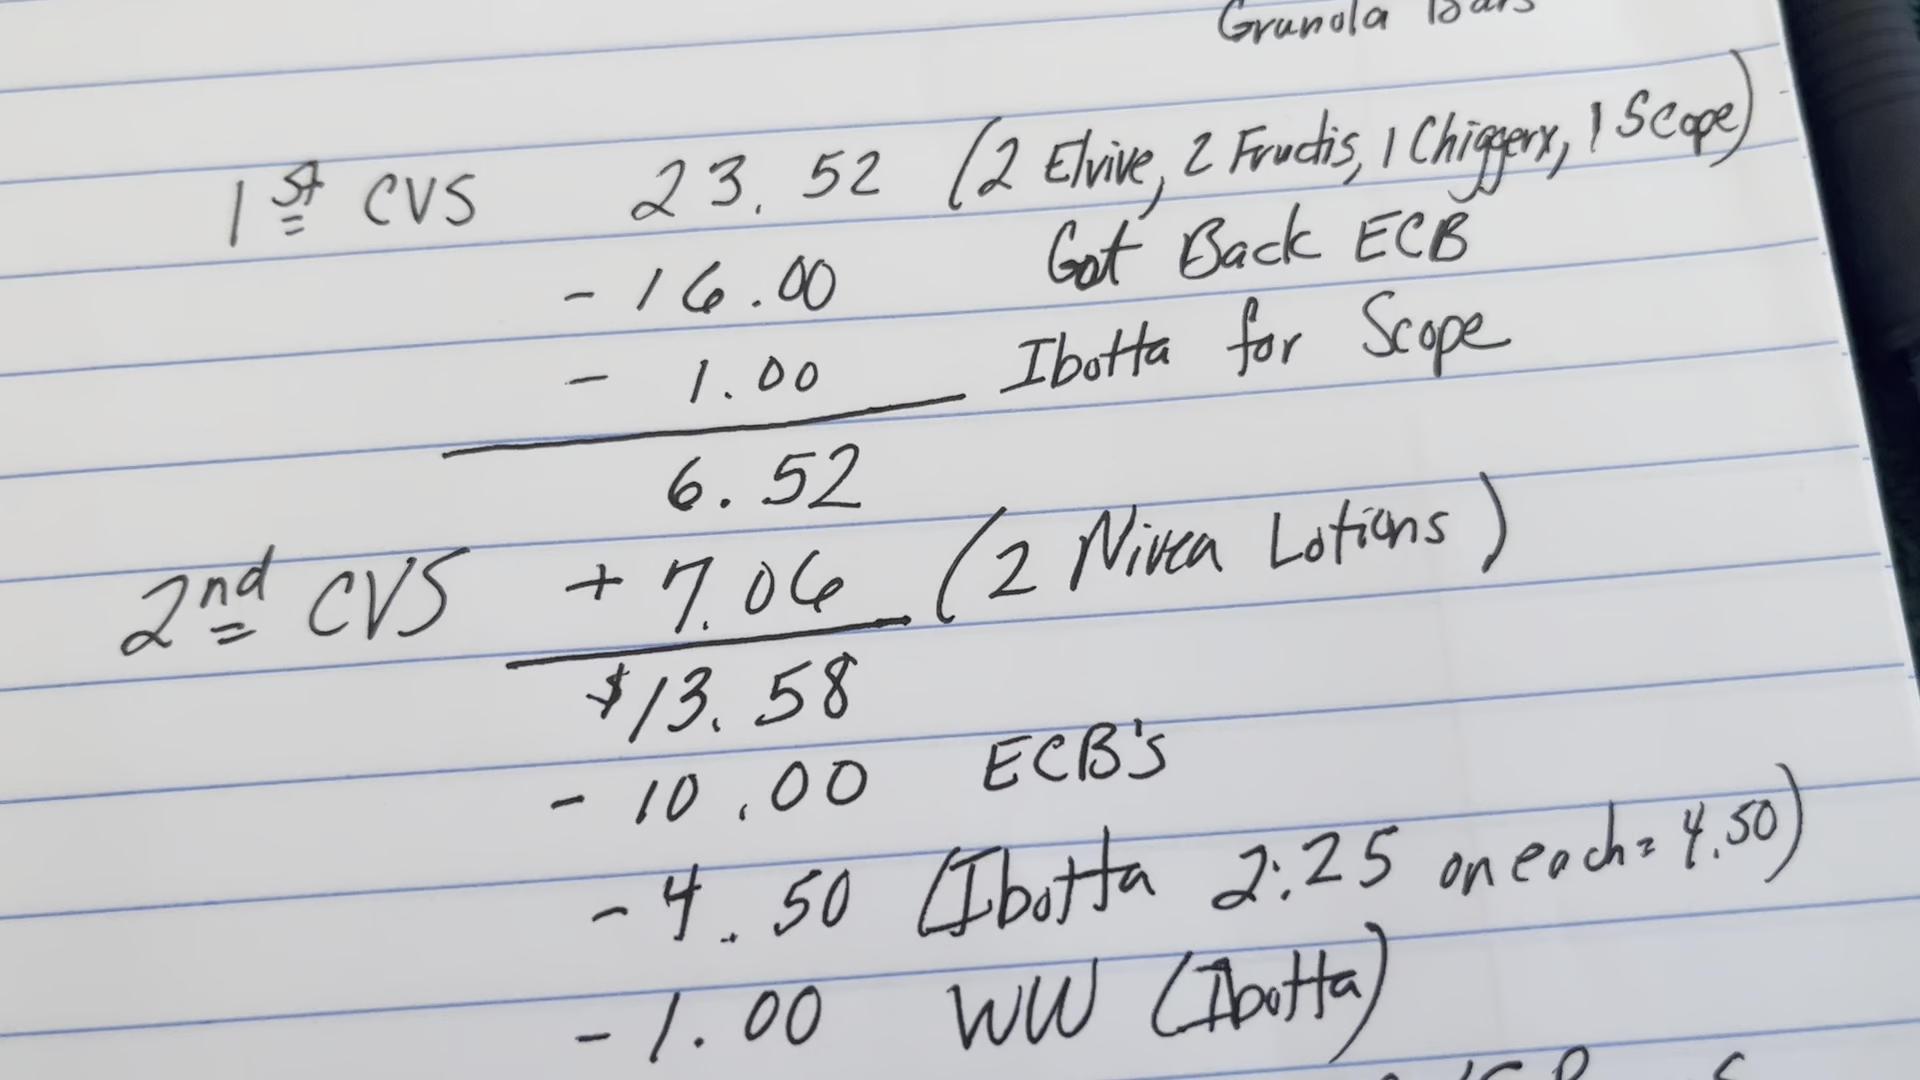 Granola Bars
1st CVS 23.52 (2 Elvive, 2 Fructis, 1 Chiggerx, 1 Scope)
- 16.00 Got Back ECB
- 1.00 Ibotta for Scope
6.52
2nd CVS + 7.06 (2 Nivea Lotions)
$13.58
- 10.00 ECB's
- 4.50 (Ibotta 2.25 on each = 4.50)
- 1.00 WW (Ibotta)